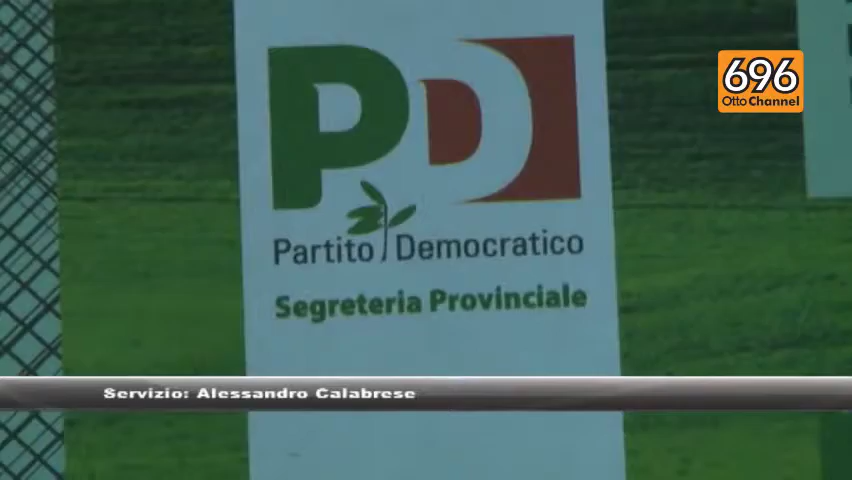 PD
Partito Democratico
Segreteria Provinciale
696
Otto Channel
Servizio: Alessandro Calabrese